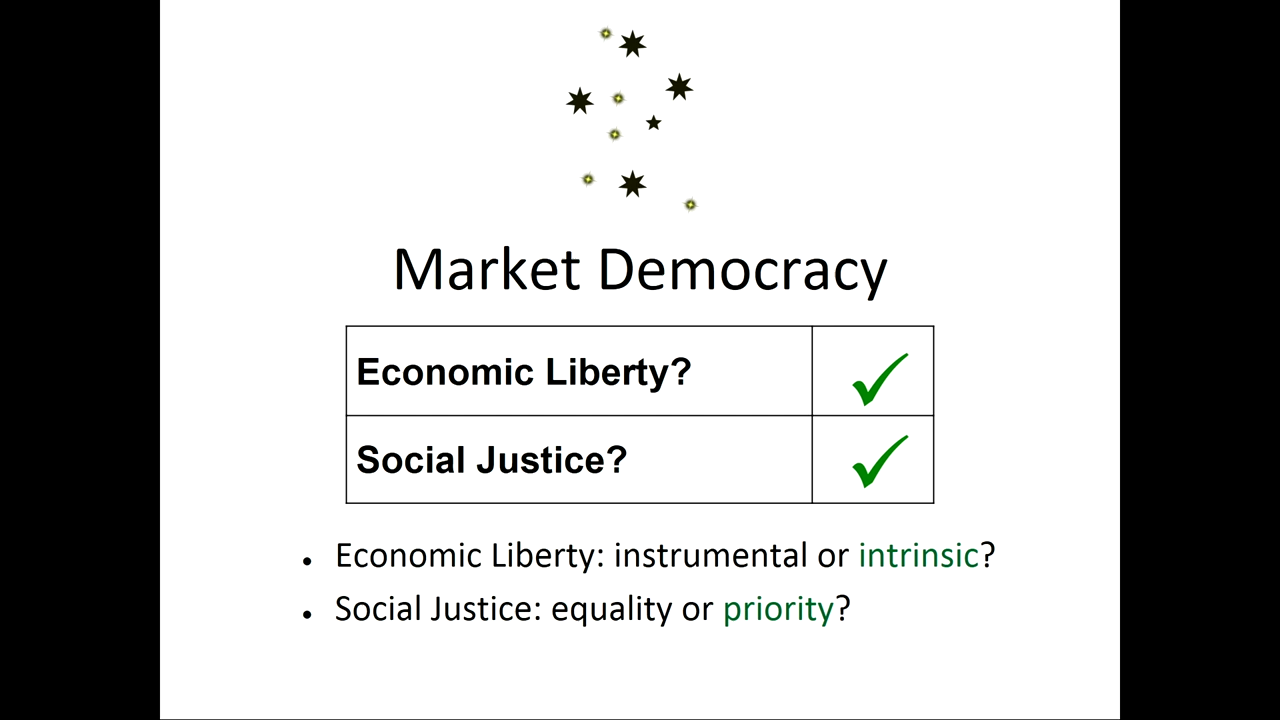 Market Democracy
Economic Liberty? ✓
Social Justice? ✓
• Economic Liberty: instrumental or intrinsic?
• Social Justice: equality or priority?